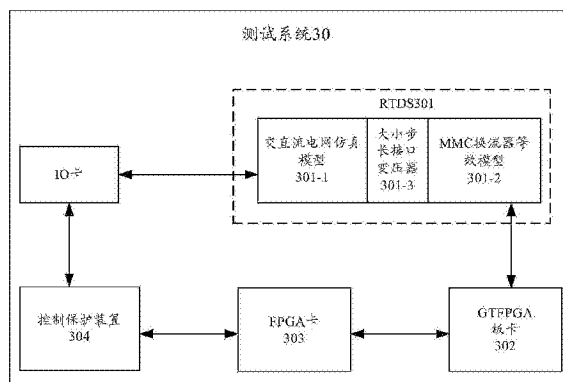 测试系统30
RTDS301
交直流电网仿真
模型
301-1
大小步
长接口
变压器
301-3
MMC换流器等
效模型
301-2
IO卡
控制保护装置
304
FPGA卡
303
GTFPGA
板卡
302